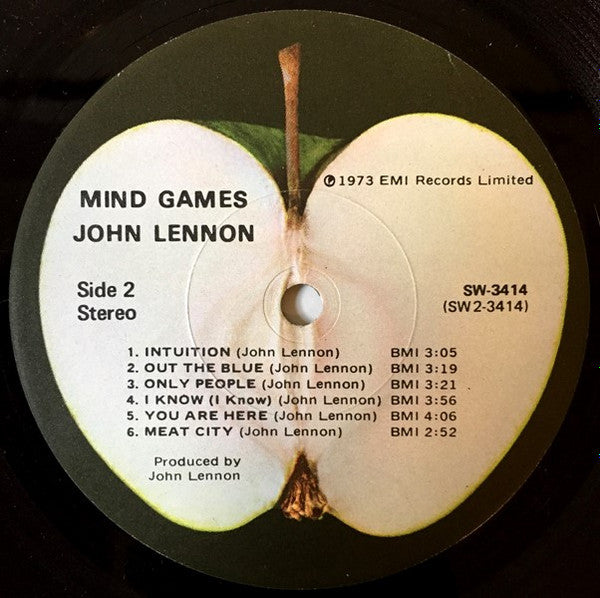 MIND GAMES
JOHN LENNON
℗ 1973 EMI Records Limited
Side 2
Stereo
SW-3414
(SW2-3414)
1. INTUITION (John Lennon) BMI 3:05
2. OUT THE BLUE (John Lennon) BMI 3:19
3. ONLY PEOPLE (John Lennon) BMI 3:21
4. I KNOW (I Know) (John Lennon) BMI 3:56
5. YOU ARE HERE (John Lennon) BMI 4:06
6. MEAT CITY (John Lennon) BMI 2:52
Produced by
John Lennon